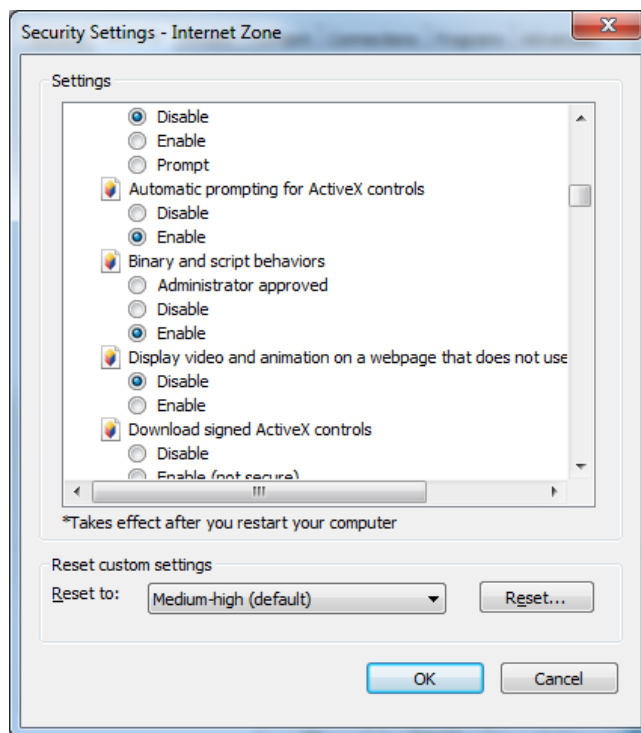 Security Settings - Internet Zone
Settings
Disable
Enable
Prompt
Automatic prompting for ActiveX controls
Disable
Enable
Binary and script behaviors
Administrator approved
Disable
Enable
Display video and animation on a webpage that does not use
Disable
Enable
Download signed ActiveX controls
Disable
Enable (not secure)
*Takes effect after you restart your computer
Reset custom settings
Reset to:
Medium-high (default)
Reset...
OK
Cancel